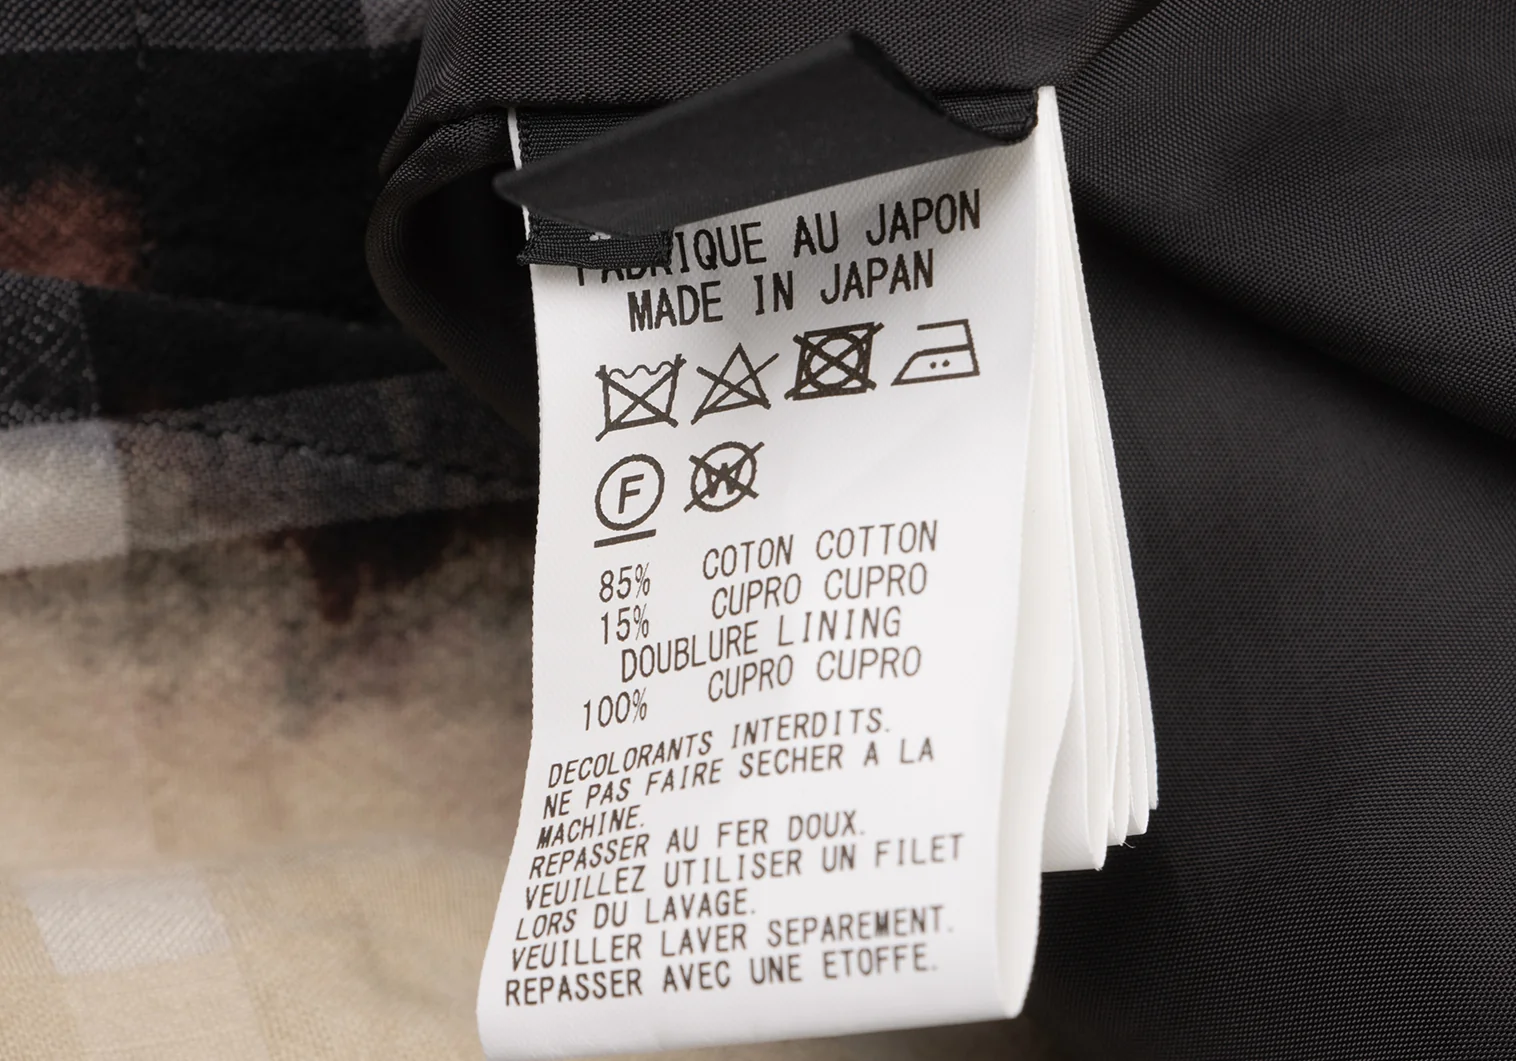 FABRIQUE AU JAPON
MADE IN JAPAN
F W
85% COTON COTTON
15% CUPRO CUPRO
DOUBLURE LINING
100% CUPRO CUPRO
DECOLORANTS INTERDITS.
NE PAS FAIRE SECHER A LA
MACHINE.
REPASSER AU FER DOUX.
VEUILLEZ UTILISER UN FILET
LORS DU LAVAGE.
VEUILLER LAVER SEPAREMENT.
REPASSER AVEC UNE ETOFFE.